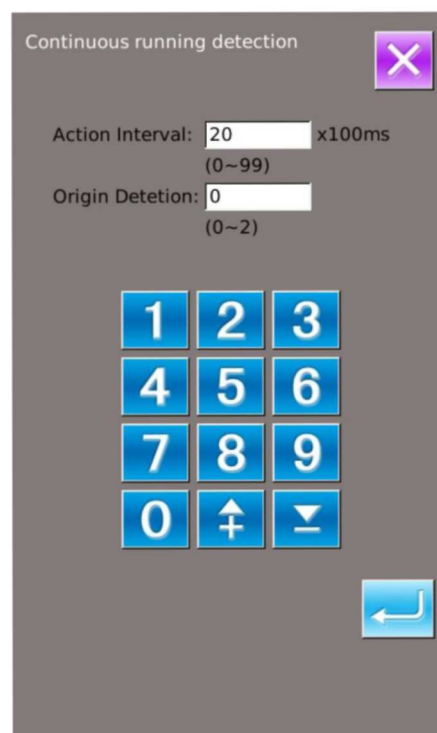 Continuous running detection
Action Interval: 20 x100ms
(0~99)
Origin Detetion: 0
(0~2)
1 2 3
4 5 6
7 8 9
0